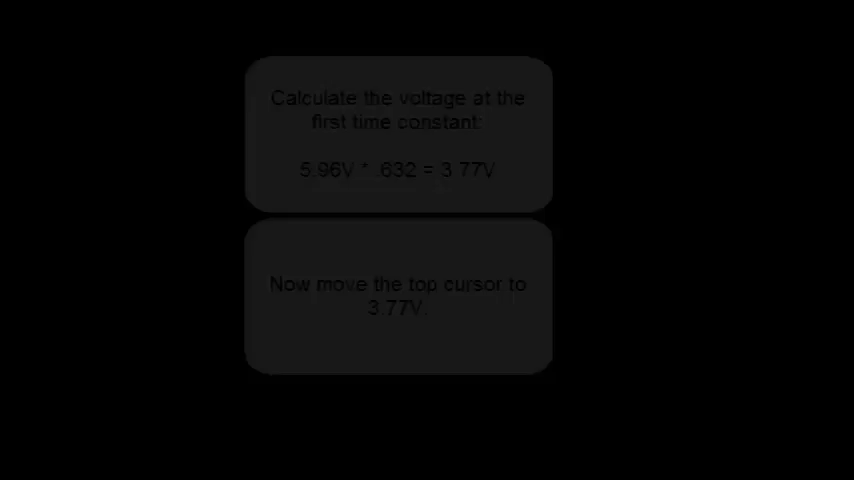 Calculate the voltage at the
first time constant:
5.96V * .632 = 3.77V
Now move the top cursor to
3.77V.